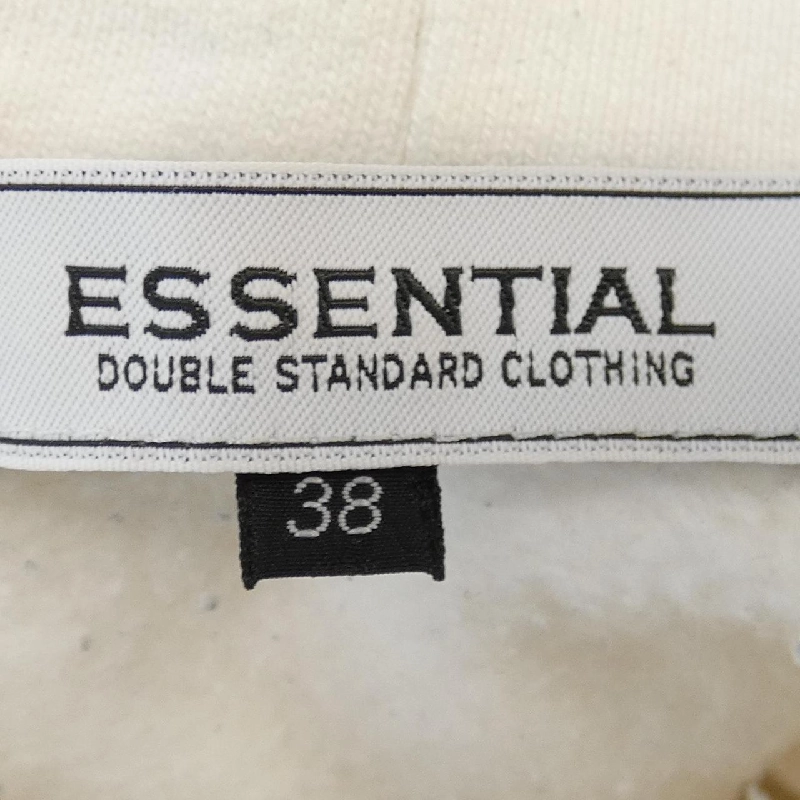 ESSENTIAL
DOUBLE STANDARD CLOTHING
38